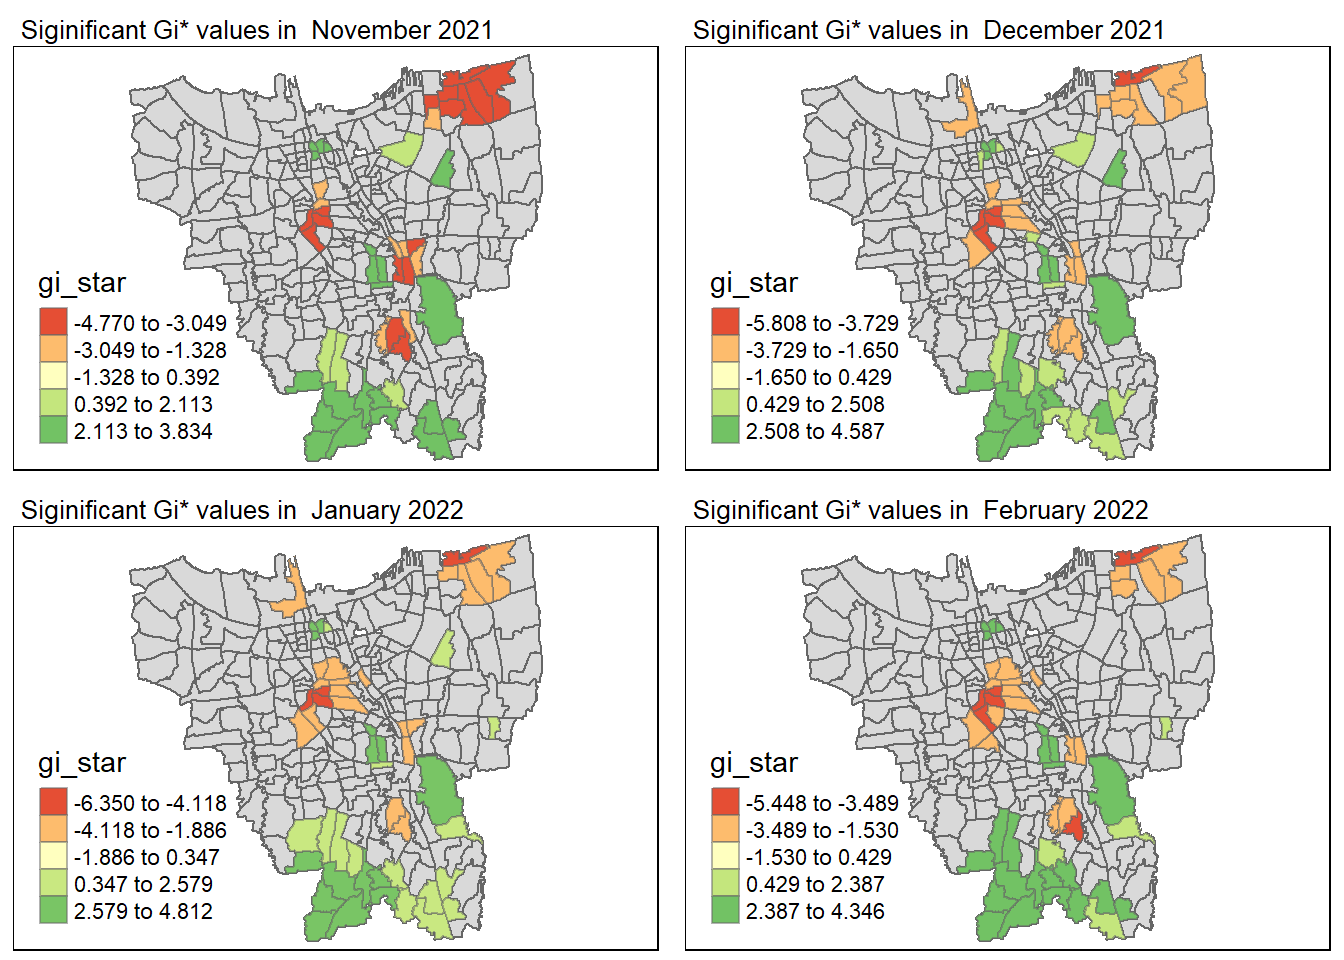 Siginificant Gi* values in  November 2021
gi_star
-4.770 to -3.049
-3.049 to -1.328
-1.328 to 0.392
0.392 to 2.113
2.113 to 3.834
Siginificant Gi* values in  December 2021
gi_star
-5.808 to -3.729
-3.729 to -1.650
-1.650 to 0.429
0.429 to 2.508
2.508 to 4.587
Siginificant Gi* values in  January 2022
gi_star
-6.350 to -4.118
-4.118 to -1.886
-1.886 to 0.347
0.347 to 2.579
2.579 to 4.812
Siginificant Gi* values in  February 2022
gi_star
-5.448 to -3.489
-3.489 to -1.530
-1.530 to 0.429
0.429 to 2.387
2.387 to 4.346